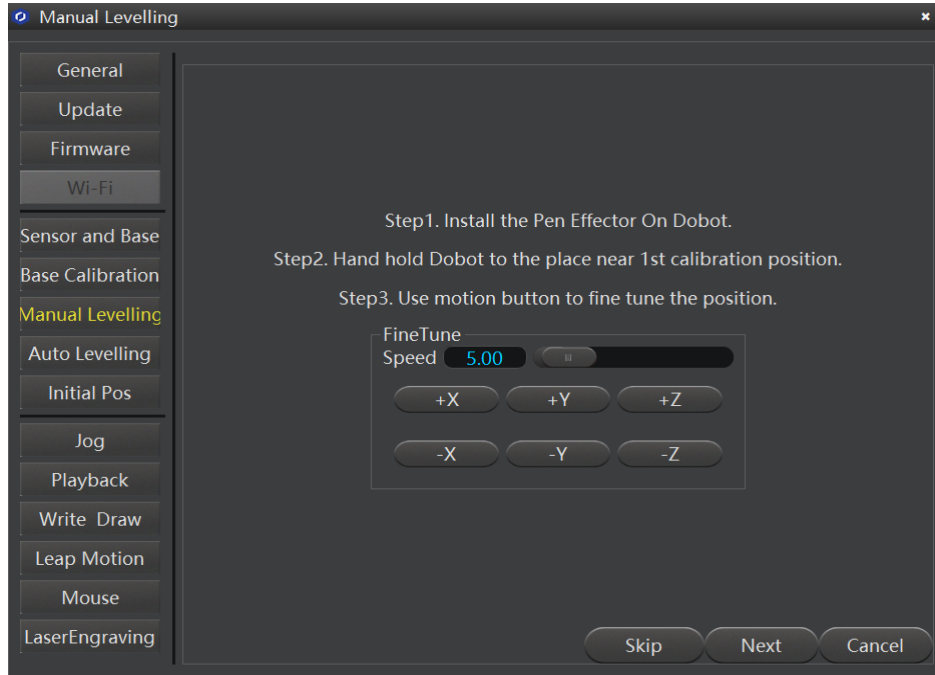 Manual Levelling
General
Update
Firmware
Wi-Fi
Sensor and Base
Base Calibration
Manual Levelling
Auto Levelling
Initial Pos
Jog
Playback
Write Draw
Leap Motion
Mouse
LaserEngraving
Step1. Install the Pen Effector On Dobot.
Step2. Hand hold Dobot to the place near 1st calibration position.
Step3. Use motion button to fine tune the position.
FineTune
Speed 5.00
+X +Y +Z
-X -Y -Z
Skip Next Cancel